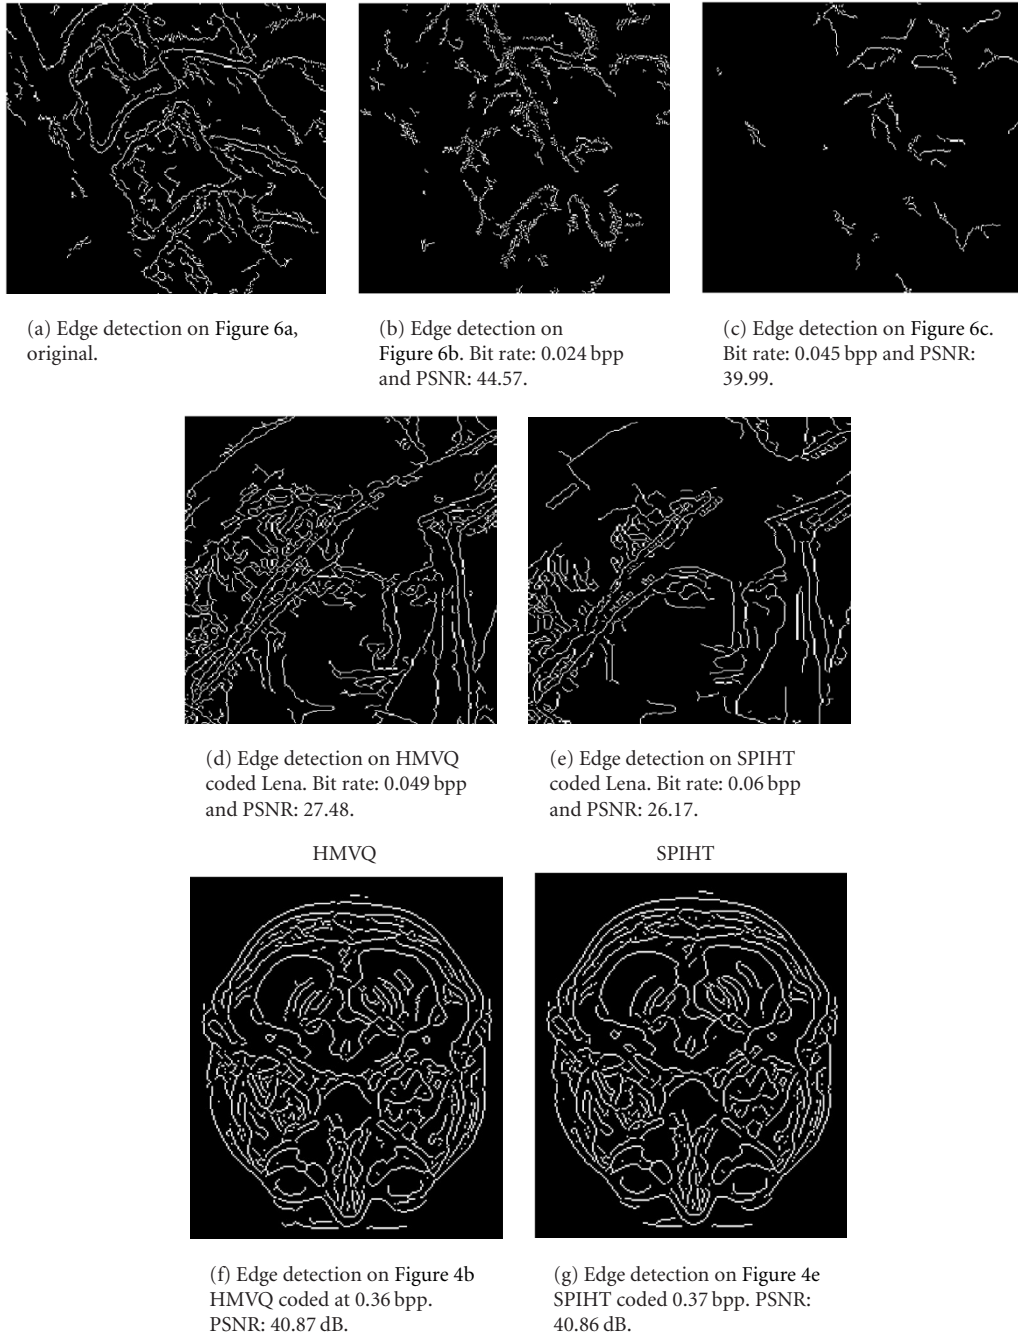 (a) Edge detection on Figure 6a,
original.
(b) Edge detection on
Figure 6b. Bit rate: 0.024 bpp
and PSNR: 44.57.
(c) Edge detection on Figure 6c.
Bit rate: 0.045 bpp and PSNR:
39.99.
(d) Edge detection on HMVQ
coded Lena. Bit rate: 0.049 bpp
and PSNR: 27.48.
(e) Edge detection on SPIHT
coded Lena. Bit rate: 0.06 bpp
and PSNR: 26.17.
HMVQ
SPIHT
(f) Edge detection on Figure 4b
HMVQ coded at 0.36 bpp.
PSNR: 40.87 dB.
(g) Edge detection on Figure 4e
SPIHT coded 0.37 bpp. PSNR:
40.86 dB.